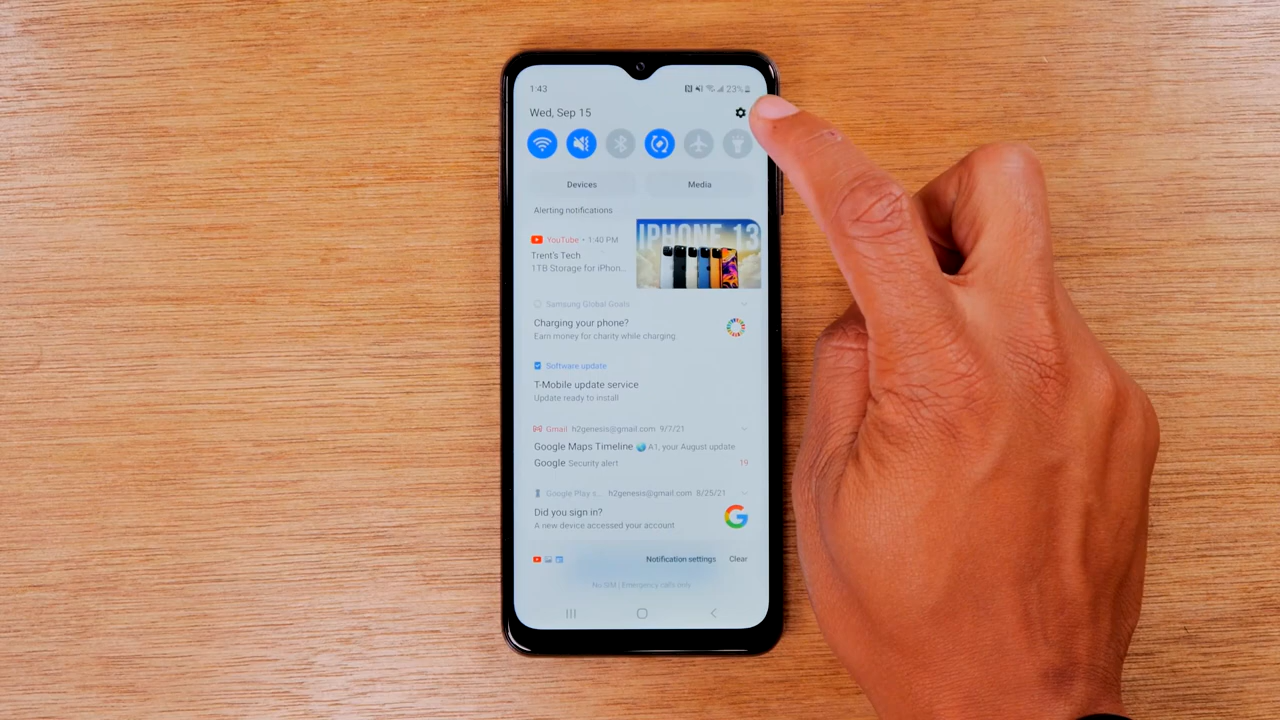 1:43 23%
Wed, Sep 15
Devices Media
Alerting notifications
YouTube • 1:40 PM
Trent's Tech
1TB Storage for iPhon...
IPHONE 13
Samsung Global Goals
Charging your phone?
Earn money for charity while charging
Software update
T-Mobile update service
Update ready to install
Gmail h2genesis@gmail.com 9/7/21
Google Maps Timeline 🌏 A1, your August update
Google Security alert 19
Google Play s.. h2genesis@gmail.com 8/25/21
Did you sign in?
A new device accessed your account
Notification settings Clear
No SIM | Emergency calls only